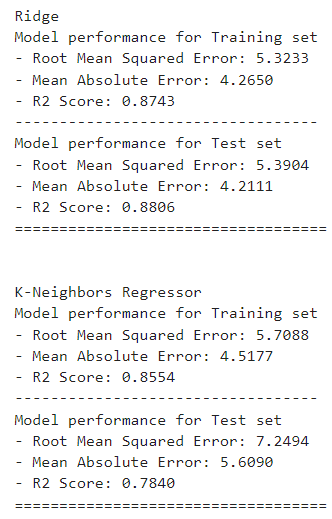 Ridge
Model performance for Training set
- Root Mean Squared Error: 5.3233
- Mean Absolute Error: 4.2650
- R2 Score: 0.8743
----------------------------------
Model performance for Test set
- Root Mean Squared Error: 5.3904
- Mean Absolute Error: 4.2111
- R2 Score: 0.8806
===================================
K-Neighbors Regressor
Model performance for Training set
- Root Mean Squared Error: 5.7088
- Mean Absolute Error: 4.5177
- R2 Score: 0.8554
----------------------------------
Model performance for Test set
- Root Mean Squared Error: 7.2494
- Mean Absolute Error: 5.6090
- R2 Score: 0.7840
===================================